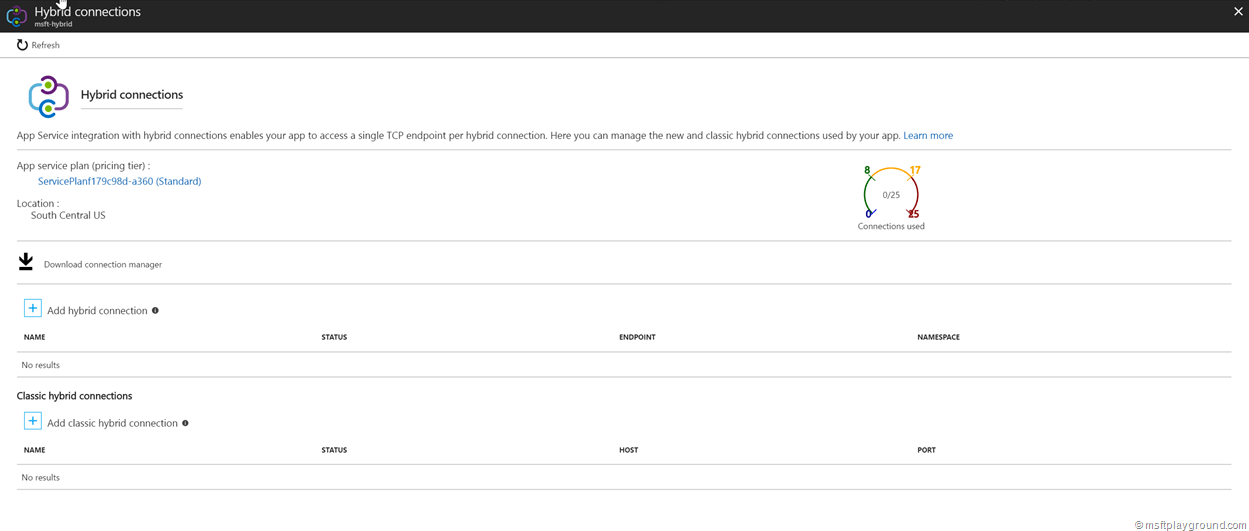 Hybrid connections
msft-hybrid
Refresh
Hybrid connections
App Service integration with hybrid connections enables your app to access a single TCP endpoint per hybrid connection. Here you can manage the new and classic hybrid connections used by your app. Learn more
App service plan (pricing tier) :
ServicePlanf179c98d-a360 (Standard)
Location :
South Central US
8 17
0/25
0 25
Connections used
Download connection manager
Add hybrid connection
NAME STATUS ENDPOINT NAMESPACE
No results
Classic hybrid connections
Add classic hybrid connection
NAME STATUS HOST PORT
No results
© msftplayground.com